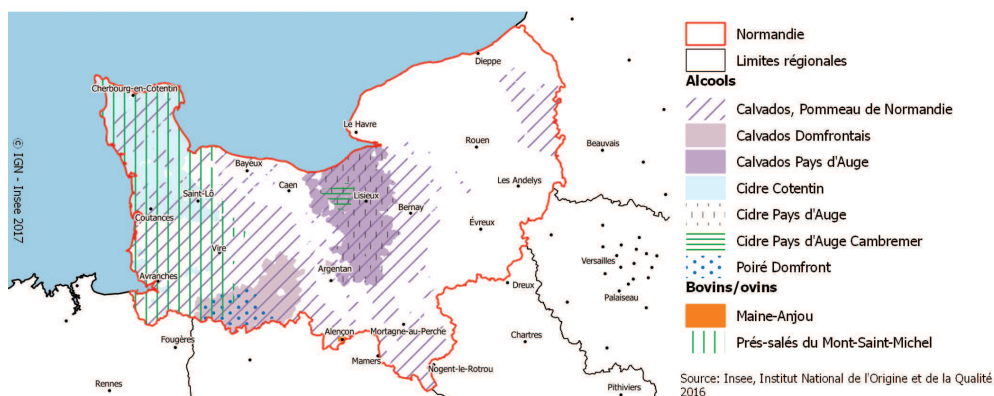 Normandie
Limites régionales
Alcools
Calvados, Pommeau de Normandie
Calvados Domfrontais
Calvados Pays d'Auge
Cidre Cotentin
Cidre Pays d'Auge
Cidre Pays d'Auge Cambremer
Poiré Domfront
Bovins/ovins
Maine-Anjou
Prés-salés du Mont-Saint-Michel
Source: Insee, Institut National de l'Origine et de la Qualité
2016
© IGN - Insee 2017
Dieppe
Cherbourg-en-Cotentin
Le Havre
Rouen
Beauvais
Bayeux
Caen
Les Andelys
Saint-Lô
Lisieux
Coutances
Bernay
Évreux
Vire
Versailles
Avranches
Argentan
Dreux
Palaiseau
Fougères
Alençon
Mortagne-au-Perche
Chartres
Mamers
Nogent-le-Rotrou
Rennes
Pithiviers